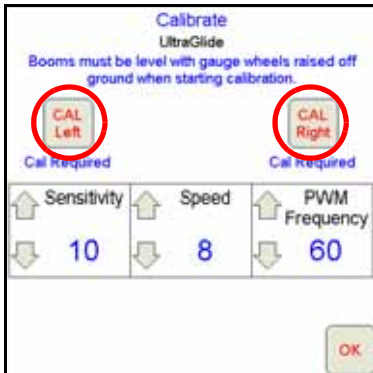 Calibrate
UltraGlide
Booms must be level with gauge wheels raised off
ground when starting calibration.
CAL
Left
CAL
Right
Cal Required
Cal Required
Sensitivity
Speed
PWM
Frequency
10
8
60
OK